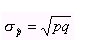 σ_p = √pq